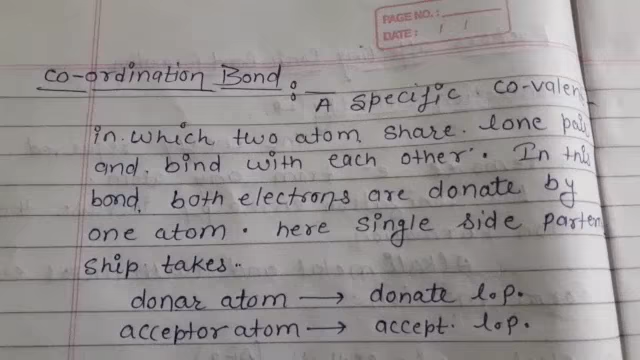 PAGE NO.:
DATE: / /
co-ordination Bond :
A specific co-valen
in which two atom share. lone pai
and. bind with each other. In this
bond, both electrons are donate by
one atom. here single side parten
ship takes..
donar atom → donate l.p.
acceptor atom → accept. l.p.